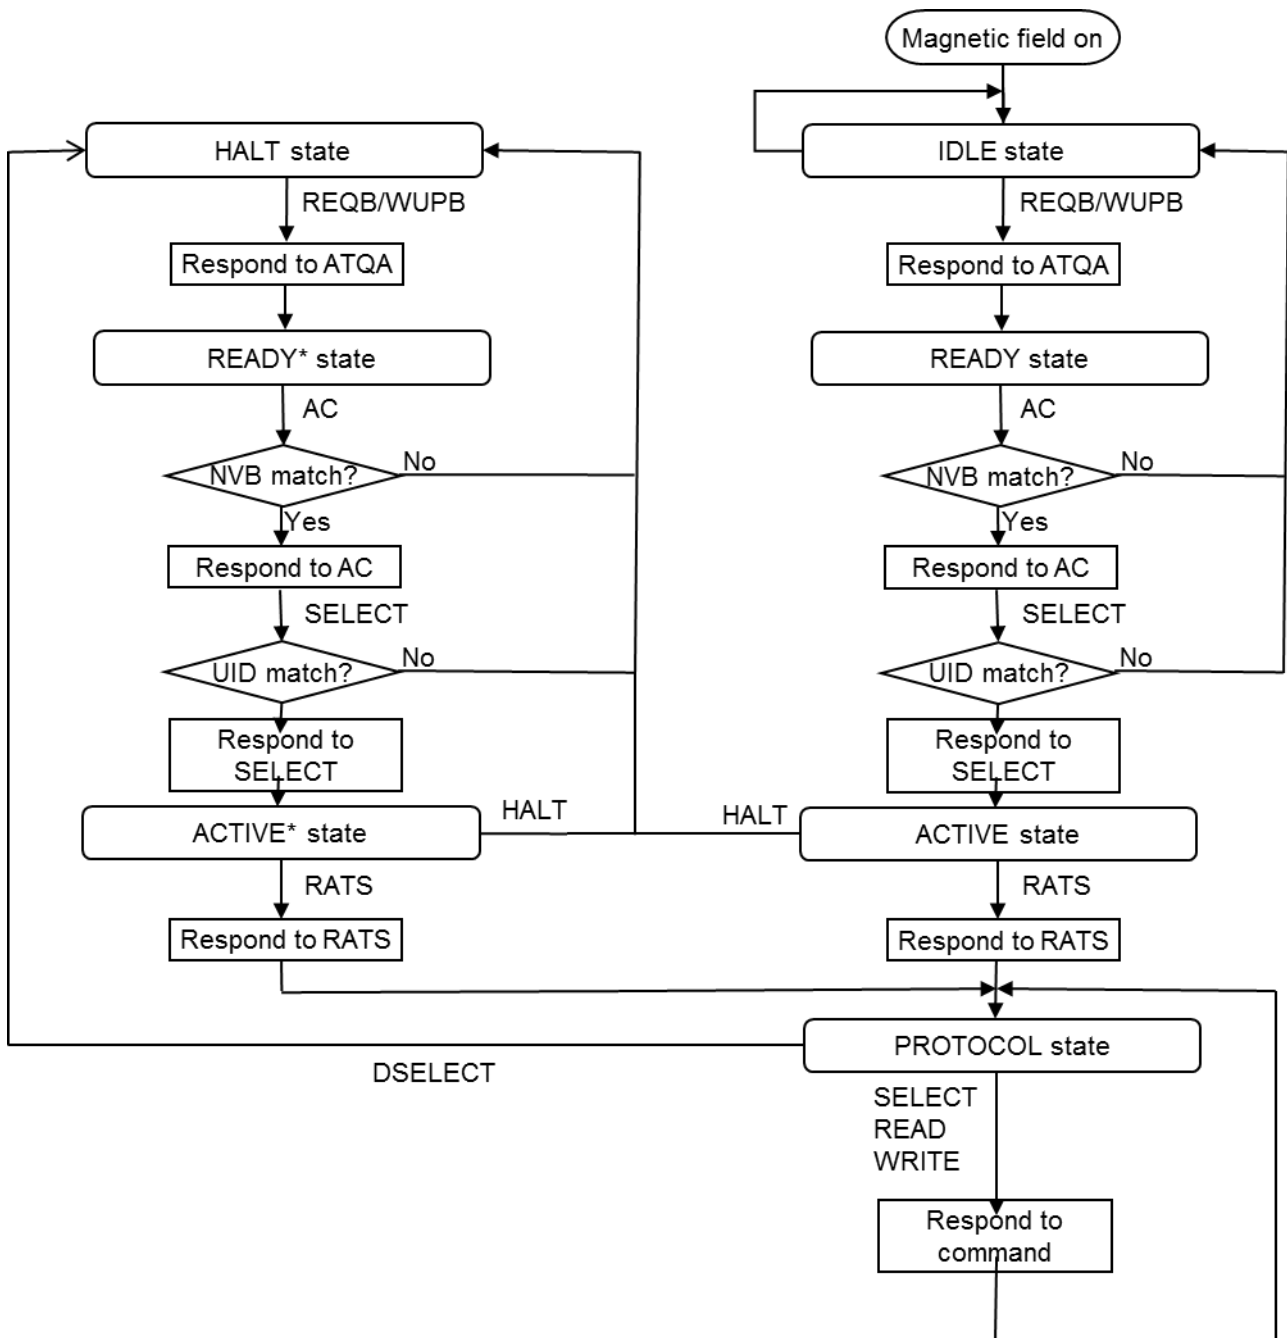 Magnetic field on
HALT state
IDLE state
REQB/WUPB
REQB/WUPB
Respond to ATQA
Respond to ATQA
READY* state
READY state
AC
AC
NVB match?
No
NVB match?
No
Yes
Yes
Respond to AC
Respond to AC
SELECT
SELECT
UID match?
No
UID match?
No
Respond to
SELECT
Respond to
SELECT
ACTIVE* state
HALT
HALT
ACTIVE state
RATS
RATS
Respond to RATS
Respond to RATS
PROTOCOL state
DSELECT
SELECT
READ
WRITE
Respond to
command